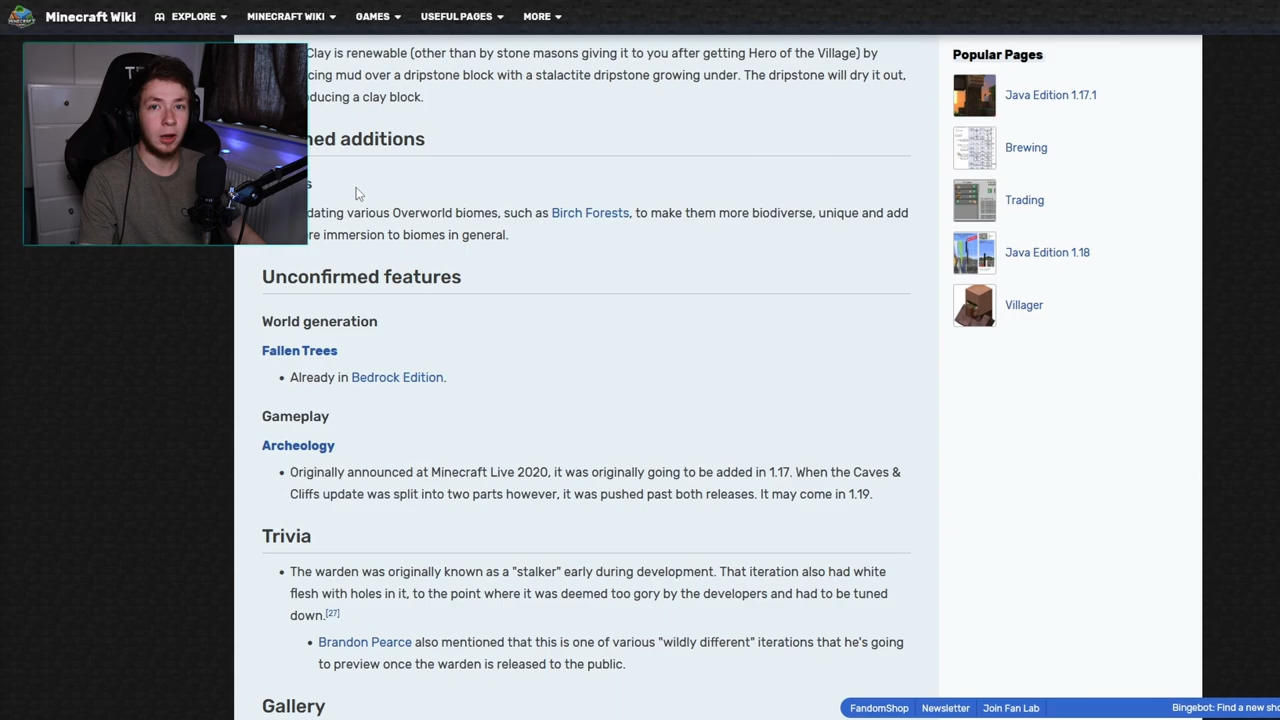 Minecraft Wiki
EXPLORE
MINECRAFT WIKI
GAMES
USEFUL PAGES
MORE
Clay is renewable (other than by stone masons giving it to you after getting Hero of the Village) by
cing mud over a dripstone block with a stalactite dripstone growing under. The dripstone will dry it out,
ducing a clay block.
ned additions
s
dating various Overworld biomes, such as Birch Forests, to make them more biodiverse, unique and add
re immersion to biomes in general.
Unconfirmed features
World generation
Fallen Trees
• Already in Bedrock Edition.
Gameplay
Archeology
• Originally announced at Minecraft Live 2020, it was originally going to be added in 1.17. When the Caves &
Cliffs update was split into two parts however, it was pushed past both releases. It may come in 1.19.
Trivia
• The warden was originally known as a "stalker" early during development. That iteration also had white
flesh with holes in it, to the point where it was deemed too gory by the developers and had to be tuned
down.[27]
• Brandon Pearce also mentioned that this is one of various "wildly different" iterations that he's going
to preview once the warden is released to the public.
Gallery
Popular Pages
Java Edition 1.17.1
Brewing
Trading
Java Edition 1.18
Villager
FandomShop
Newsletter
Join Fan Lab
Bingebot: Find a new sho